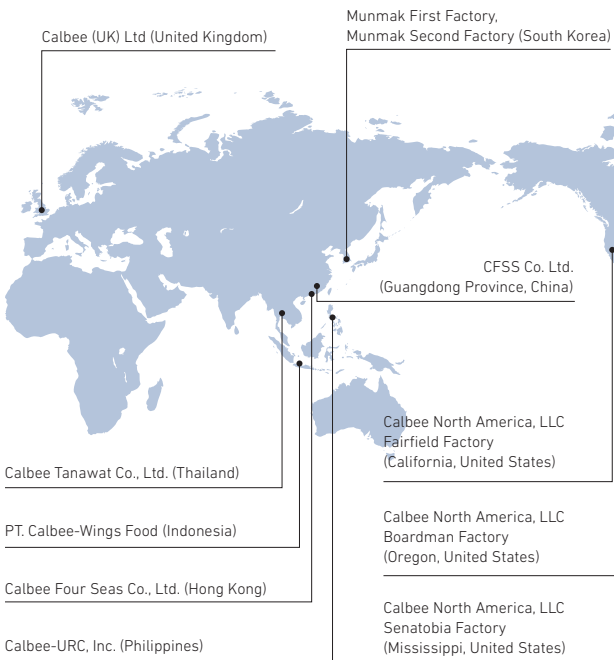 Calbee (UK) Ltd (United Kingdom)
Munmak First Factory,
Munmak Second Factory (South Korea)
CFSS Co. Ltd.
(Guangdong Province, China)
Calbee North America, LLC
Fairfield Factory
(California, United States)
Calbee Tanawat Co., Ltd. (Thailand)
PT. Calbee-Wings Food (Indonesia)
Calbee North America, LLC
Boardman Factory
(Oregon, United States)
Calbee Four Seas Co., Ltd. (Hong Kong)
Calbee North America, LLC
Senatobia Factory
(Mississippi, United States)
Calbee-URC, Inc. (Philippines)